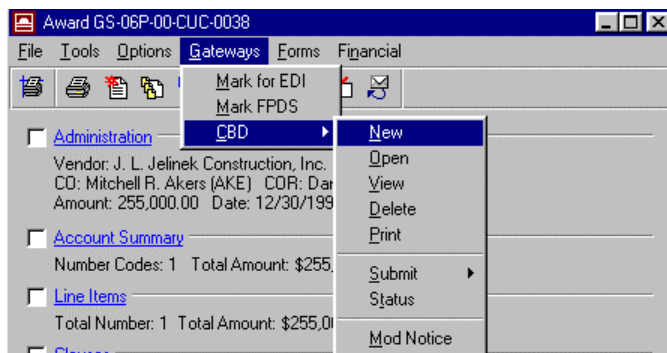 Award GS-06P-00-CUC-0038
File Tools Options Gateways Forms Financial
Mark for EDI
Mark FPDS
CBD
New
Open
View
Delete
Print
Submit
Status
Mod Notice
Administration
Vendor: J. L. Jelinek Construction, Inc.
CO: Mitchell R. Akers (AKE) COR:
Amount: 255,000.00 Date:
Account Summary
Number Codes: 1 Total Amount:
Line Items
Total Number: 1 Total Amount: